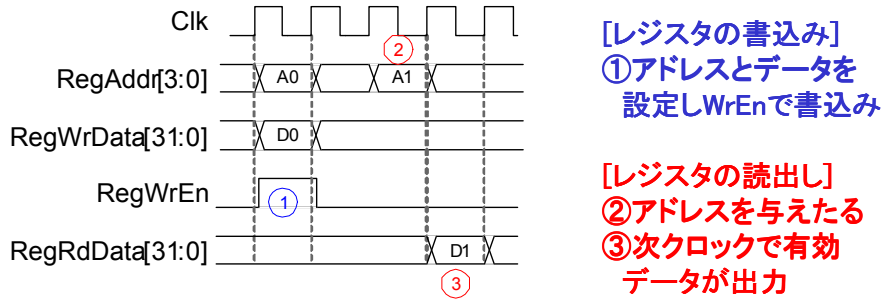 Clk
②
RegAddr[3:0]
A0
A1
RegWrData[31:0]
D0
RegWrEn
①
RegRdData[31:0]
D1
③
[レジスタの書込み]
①アドレスとデータを
設定しWrEnで書込み
[レジスタの読出し]
②アドレスを与えたる
③次クロックで有効
データが出力